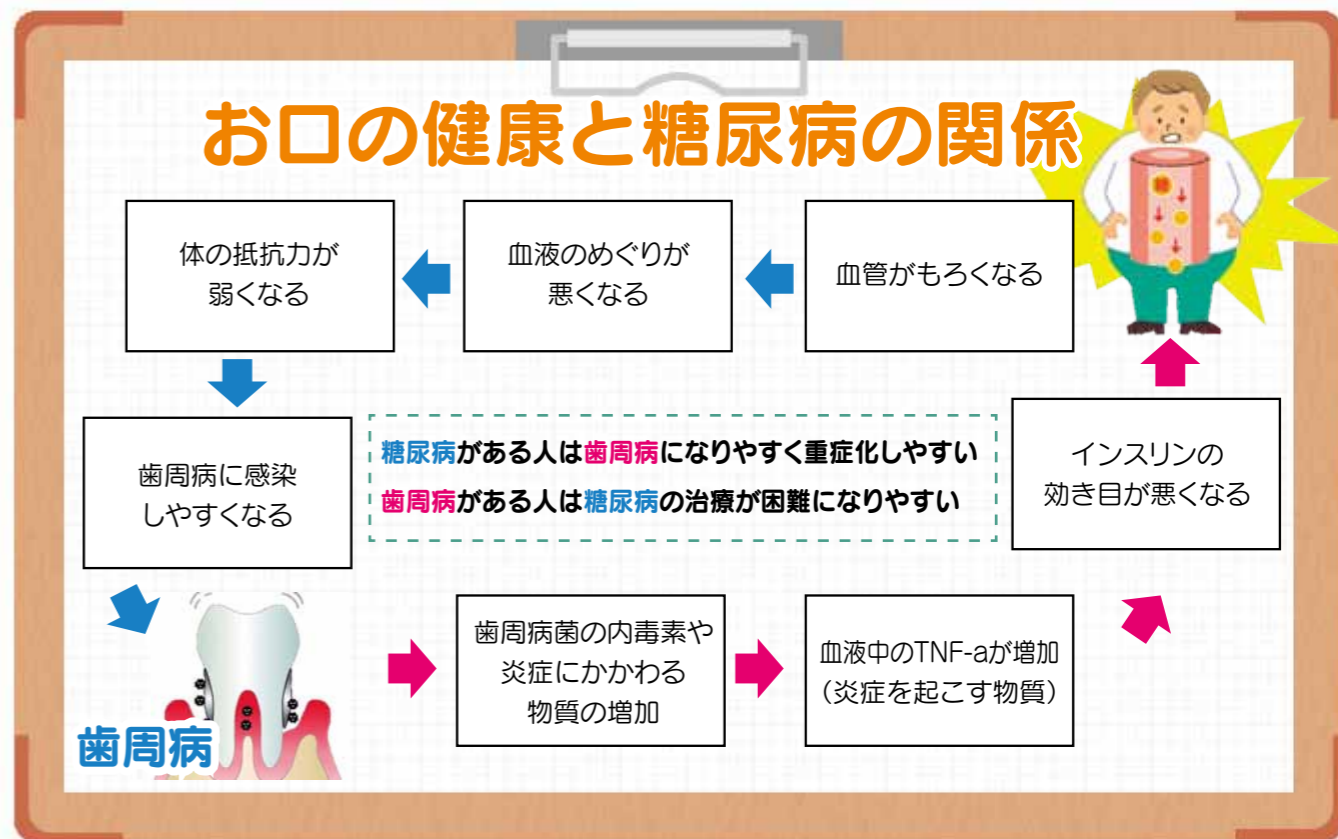 お口の健康と糖尿病の関係
糖
体の抵抗力が
弱くなる
血液のめぐりが
悪くなる
血管がもろくなる
歯周病に感染
しやすくなる
糖尿病がある人は歯周病になりやすく重症化しやすい
歯周病がある人は糖尿病の治療が困難になりやすい
インスリンの
効き目が悪くなる
歯周病
歯周病菌の内毒素や
炎症にかかわる
物質の増加
血液中のTNF-aが増加
（炎症を起こす物質）